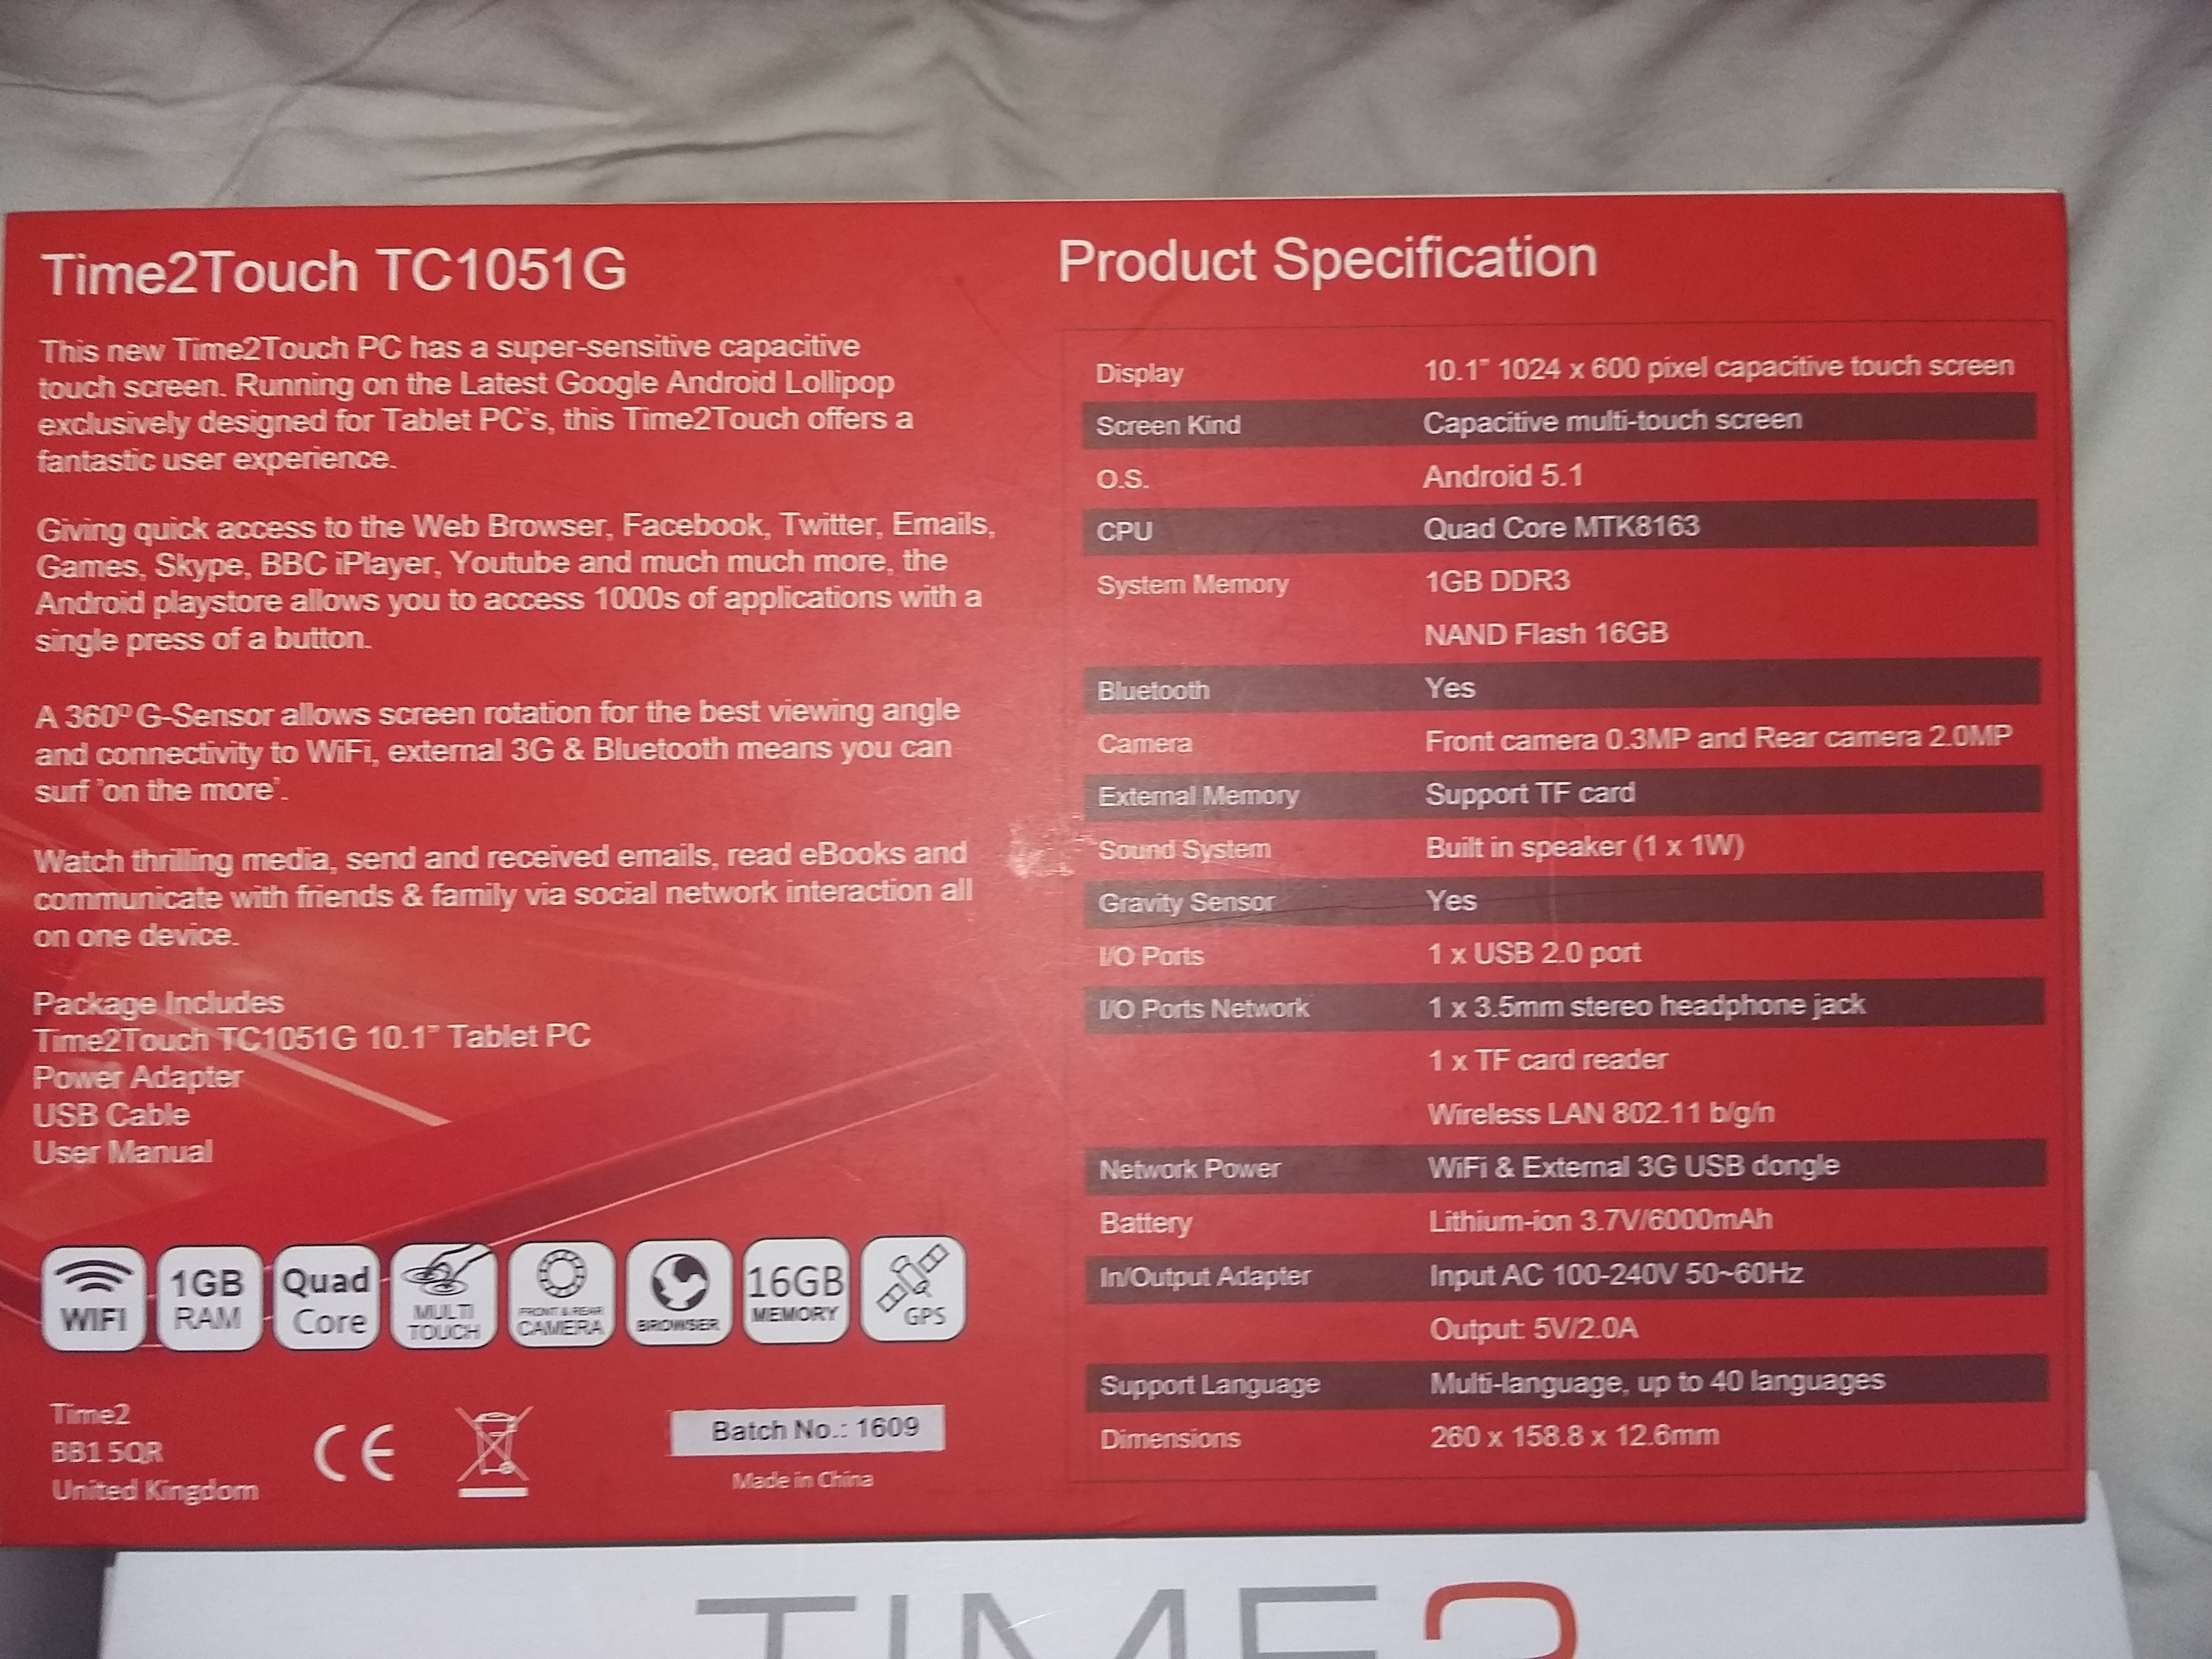 Time2Touch TC1051G
This new Time2Touch PC has a super-sensitive capacitive
touch screen. Running on the Latest Google Android Lollipop
exclusively designed for Tablet PC's, this Time2Touch offers a
fantastic user experience.
Giving quick access to the Web Browser, Facebook, Twitter, Emails,
Games, Skype, BBC iPlayer, Youtube and much much more, the
Android playstore allows you to access 1000s of applications with a
single press of a button.
A 360º G-Sensor allows screen rotation for the best viewing angle
and connectivity to WiFi, external 3G & Bluetooth means you can
surf 'on the more'.
Watch thrilling media, send and received emails, read eBooks and
communicate with friends & family via social network interaction all
on one device.
Package Includes
Time2Touch TC1051G 10.1" Tablet PC
Power Adapter
USB Cable
User Manual
WIFI
1GB
RAM
Quad
Core
MULTI
TOUCH
FRONT & REAR
CAMERA
BROWSER
16GB
MEMORY
GPS
Time2
BB1 5QR
United Kingdom
CE
Batch No.: 1609
Made in China
Product Specification
Display 10.1" 1024 x 600 pixel capacitive touch screen
Screen Kind Capacitive multi-touch screen
O.S. Android 5.1
CPU Quad Core MTK8163
System Memory 1GB DDR3
NAND Flash 16GB
Bluetooth Yes
Camera Front camera 0.3MP and Rear camera 2.0MP
External Memory Support TF card
Sound System Built in speaker (1 x 1W)
Gravity Sensor Yes
I/O Ports 1 x USB 2.0 port
I/O Ports Network 1 x 3.5mm stereo headphone jack
1 x TF card reader
Wireless LAN 802.11 b/g/n
Network Power WiFi & External 3G USB dongle
Battery Lithium-ion 3.7V/6000mAh
In/Output Adapter Input AC 100-240V 50~60Hz
Output: 5V/2.0A
Support Language Multi-language, up to 40 languages
Dimensions 260 x 158.8 x 12.6mm
TIME2